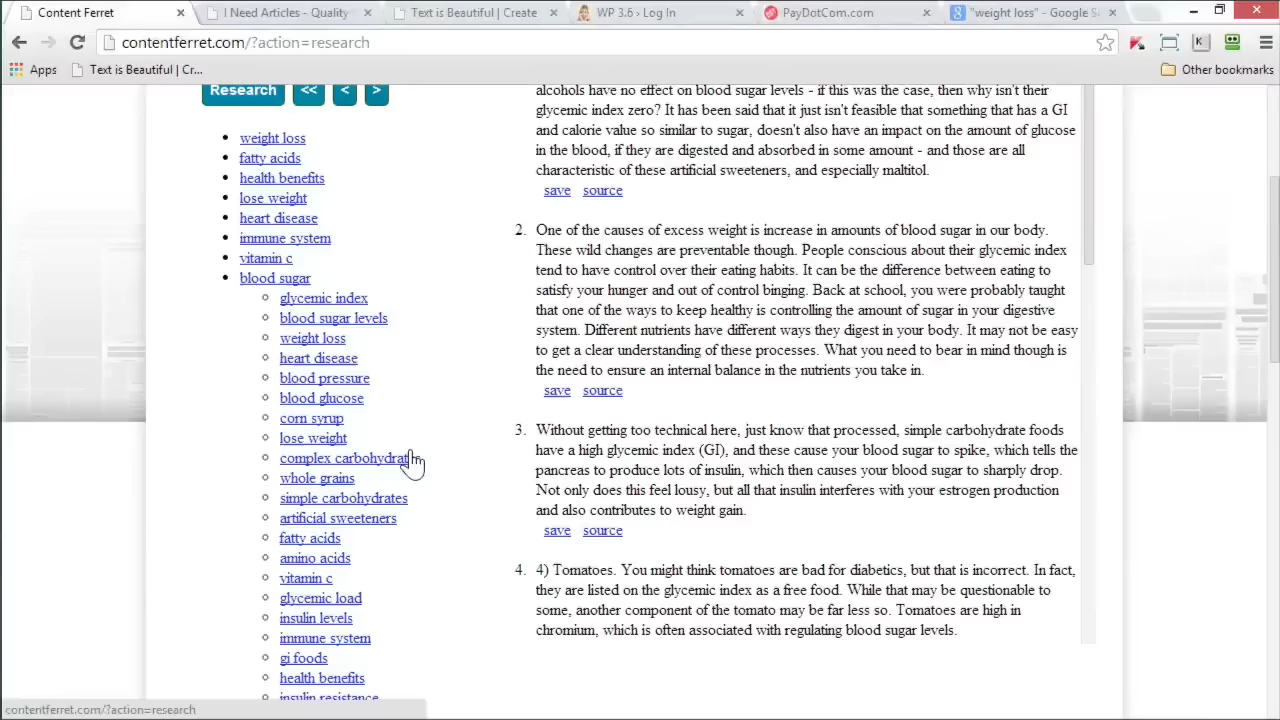 Content Ferret
I Need Articles - Quality
Text is Beautiful | Create
WP 3.6 › Log In
PayDotCom.com
"weight loss" - Google S
contentferret.com/?action=research
Apps
Text is Beautiful | Cr...
Other bookmarks
Research
<<
<
>
weight loss
fatty acids
health benefits
lose weight
heart disease
immune system
vitamin c
blood sugar
glycemic index
blood sugar levels
weight loss
heart disease
blood pressure
blood glucose
corn syrup
lose weight
complex carbohydrat
whole grains
simple carbohydrates
artificial sweeteners
fatty acids
amino acids
vitamin c
glycemic load
insulin levels
immune system
gi foods
health benefits
insulin resistance
alcohols have no effect on blood sugar levels - if this was the case, then why isn't their
glycemic index zero? It has been said that it just isn't feasible that something that has a GI
and calorie value so similar to sugar, doesn't also have an impact on the amount of glucose
in the blood, if they are digested and absorbed in some amount - and those are all
characteristic of these artificial sweeteners, and especially maltitol.
save source
2. One of the causes of excess weight is increase in amounts of blood sugar in our body.
These wild changes are preventable though. People conscious about their glycemic index
tend to have control over their eating habits. It can be the difference between eating to
satisfy your hunger and out of control binging. Back at school, you were probably taught
that one of the ways to keep healthy is controlling the amount of sugar in your digestive
system. Different nutrients have different ways they digest in your body. It may not be easy
to get a clear understanding of these processes. What you need to bear in mind though is
the need to ensure an internal balance in the nutrients you take in.
save source
3. Without getting too technical here, just know that processed, simple carbohydrate foods
have a high glycemic index (GI), and these cause your blood sugar to spike, which tells the
pancreas to produce lots of insulin, which then causes your blood sugar to sharply drop.
Not only does this feel lousy, but all that insulin interferes with your estrogen production
and also contributes to weight gain.
save source
4. 4) Tomatoes. You might think tomatoes are bad for diabetics, but that is incorrect. In fact,
they are listed on the glycemic index as a free food. While that may be questionable to
some, another component of the tomato may be far less so. Tomatoes are high in
chromium, which is often associated with regulating blood sugar levels.
contentferret.com/?action=research